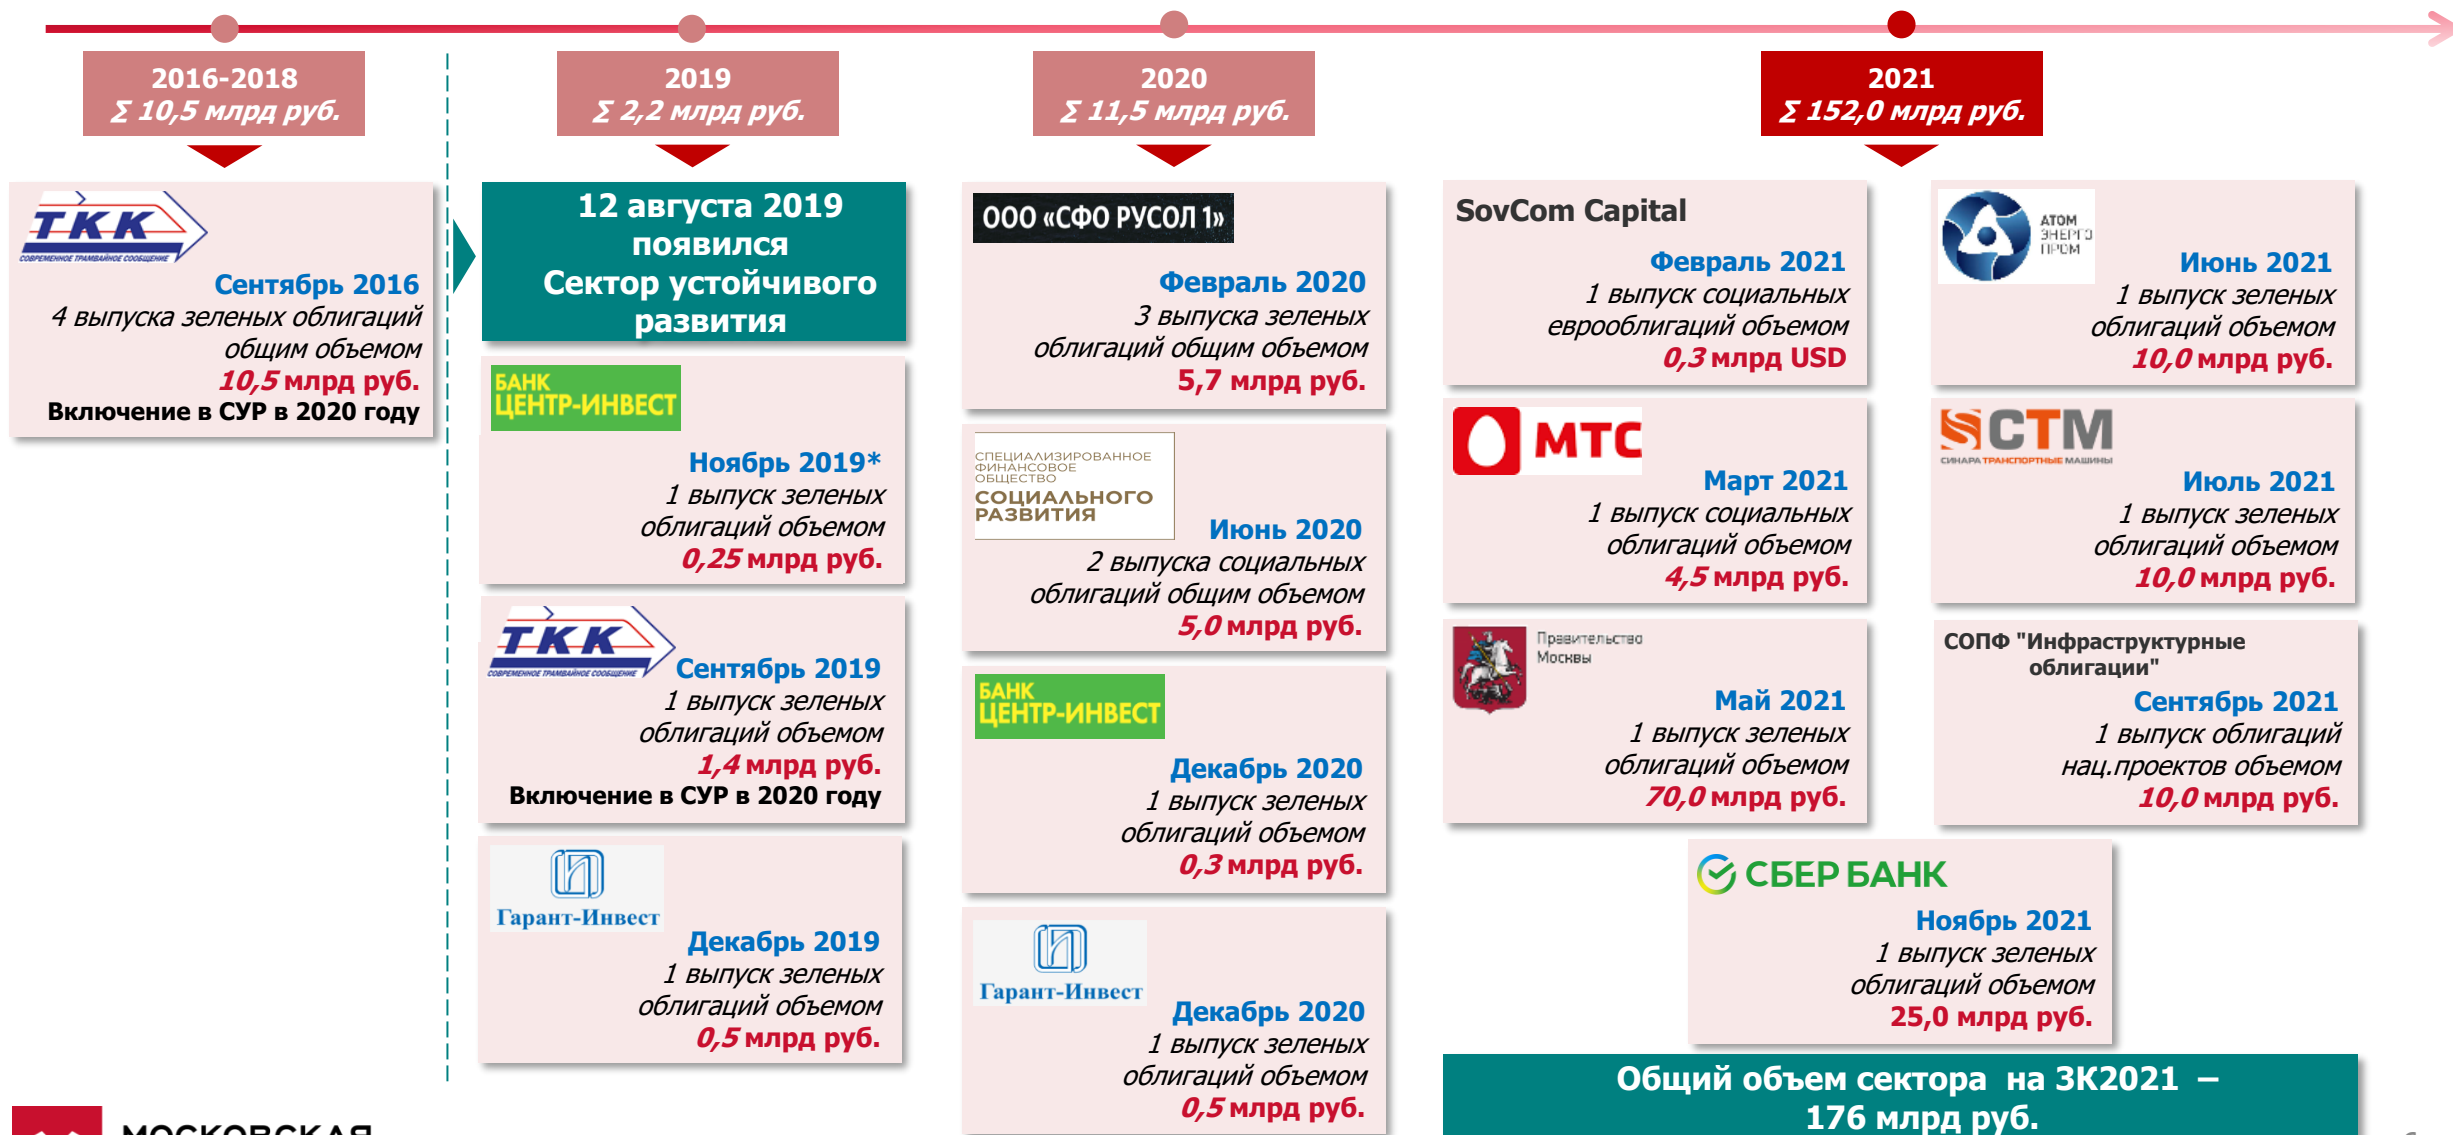 2016-2018
Σ 10,5 млрд руб.
ТКК
СОВРЕМЕННОЕ ТРАМВАЙНОЕ СООБЩЕНИЕ
Сентябрь 2016
4 выпуска зеленых облигаций
общим объемом
10,5 млрд руб.
Включение в СУР в 2020 году
2019
Σ 2,2 млрд руб.
12 августа 2019
появился
Сектор устойчивого
развития
БАНК
ЦЕНТР-ИНВЕСТ
Ноябрь 2019*
1 выпуск зеленых
облигаций объемом
0,25 млрд руб.
ТКК
СОВРЕМЕННОЕ ТРАМВАЙНОЕ СООБЩЕНИЕ
Сентябрь 2019
1 выпуск зеленых
облигаций объемом
1,4 млрд руб.
Включение в СУР в 2020 году
Гарант-Инвест
Декабрь 2019
1 выпуск зеленых
облигаций объемом
0,5 млрд руб.
2020
Σ 11,5 млрд руб.
ООО «СФО РУСОЛ 1»
Февраль 2020
3 выпуска зеленых
облигаций общим объемом
5,7 млрд руб.
СПЕЦИАЛИЗИРОВАННОЕ
ФИНАНСОВОЕ
ОБЩЕСТВО
СОЦИАЛЬНОГО
РАЗВИТИЯ
Июнь 2020
2 выпуска социальных
облигаций общим объемом
5,0 млрд руб.
БАНК
ЦЕНТР-ИНВЕСТ
Декабрь 2020
1 выпуск зеленых
облигаций объемом
0,3 млрд руб.
Гарант-Инвест
Декабрь 2020
1 выпуск зеленых
облигаций объемом
0,5 млрд руб.
2021
Σ 152,0 млрд руб.
SovCom Capital
Февраль 2021
1 выпуск социальных
еврооблигаций объемом
0,3 млрд USD
МТС
Март 2021
1 выпуск социальных
облигаций объемом
4,5 млрд руб.
Правительство
Москвы
Май 2021
1 выпуск зеленых
облигаций объемом
70,0 млрд руб.
АТОМ
ЭНЕРГО
ПРОМ
Июнь 2021
1 выпуск зеленых
облигаций объемом
10,0 млрд руб.
СТМ
СИНАРА ТРАНСПОРТНЫЕ МАШИНЫ
Июль 2021
1 выпуск зеленых
облигаций объемом
10,0 млрд руб.
СОПФ "Инфраструктурные
облигации"
Сентябрь 2021
1 выпуск облигаций
нац.проектов объемом
10,0 млрд руб.
СБЕР БАНК
Ноябрь 2021
1 выпуск зеленых
облигаций объемом
25,0 млрд руб.
Общий объем сектора на 3К2021 –
176 млрд руб.
МОСКОВСКАЯ